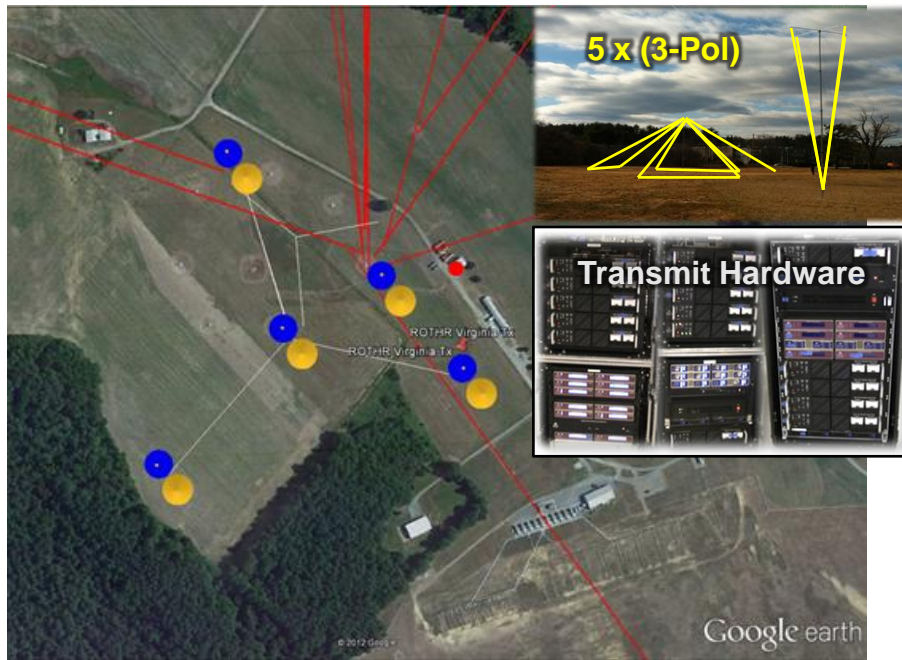 5 x (3-Pol)
Transmit Hardware
ROTHR Virginia Tx
ROTHR Virginia Tx
© 2012 Google
Google earth